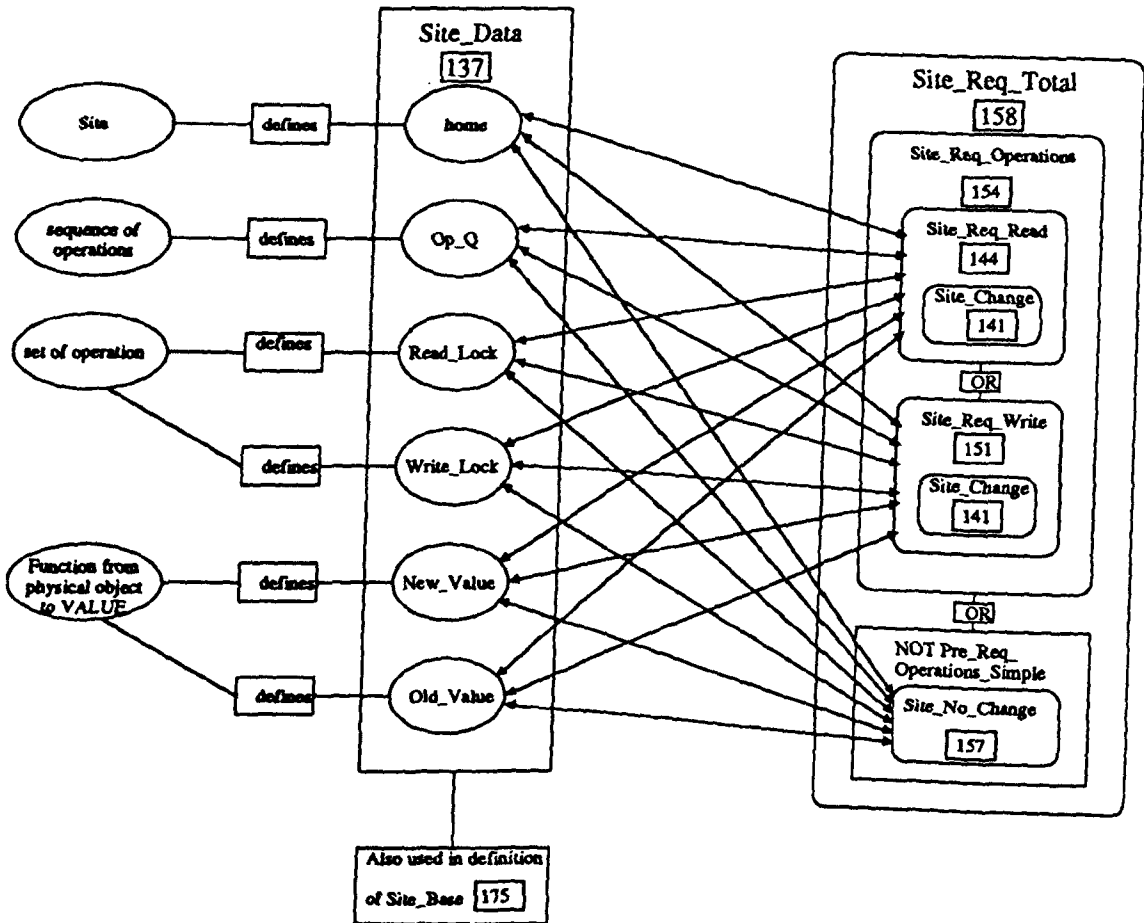 Site_Data
137
Site
defines
home
sequence of
operations
defines
Op_Q
set of operation
defines
Read_Lock
defines
Write_Lock
Function from
physical object
to VALUE
defines
New_Value
defines
Old_Value
Also used in definition
of Site_Base 175
Site_Req_Total
158
Site_Req_Operations
154
Site_Req_Read
144
Site_Change
141
OR
Site_Req_Write
151
Site_Change
141
OR
NOT Pre_Req_
Operations_Simple
Site_No_Change
157